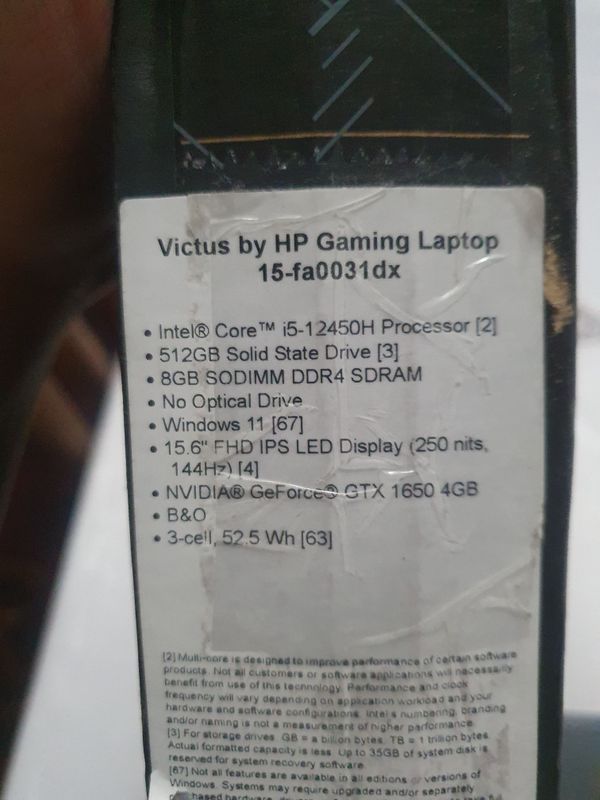 Victus by HP Gaming Laptop
15-fa0031dx
• Intel® Core™ i5-12450H Processor [2]
• 512GB Solid State Drive [3]
• 8GB SODIMM DDR4 SDRAM
• No Optical Drive
• Windows 11 [67]
• 15.6" FHD IPS LED Display (250 nits,
144Hz) [4]
• NVIDIA® GeForce® GTX 1650 4GB
• B&O
• 3-cell, 52.5 Wh [63]
[2] Multi-core is designed to improve performance of certain software
products. Not all customers or software applications will necessarily
benefit from use of this technology. Performance and clock
frequency will vary depending on application workload and your
hardware and software configurations. Intel's numbering, branding
and/or naming is not a measurement of higher performance.
[3] For storage drives, GB = a billion bytes. TB = 1 trillion bytes.
Actual formatted capacity is less. Up to 35GB of system disk is
reserved for system recovery software.
[67] Not all features are available in all editions or versions of
Windows. Systems may require upgraded and/or separately